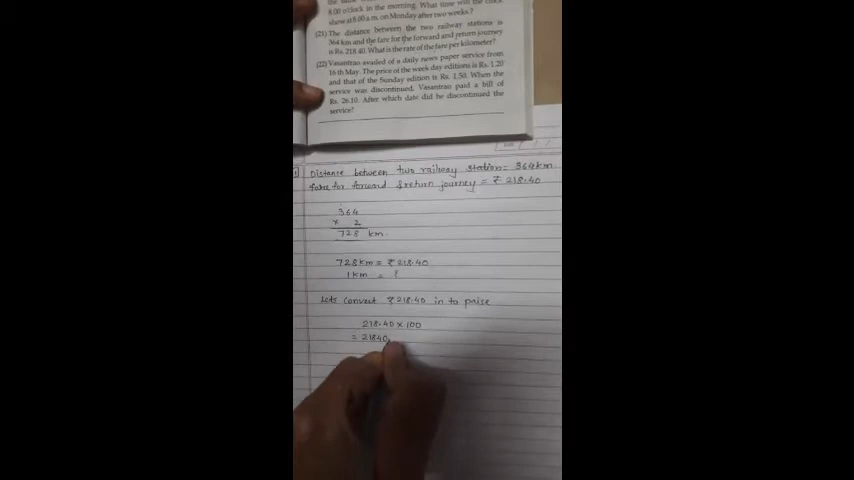 8.00 o'clock in the morning. What time will the clock
show at 8.00 a.m. on Monday after two weeks?
(21) The distance between the two railway stations is
364 km and the fare for the forward and return journey
is Rs. 218.40. What is the rate of the fare per kilometer?
(22) Vasantrao availed of a daily news paper service from
16 th May. The price of the week day editions is Rs. 1.20
and that of the Sunday edition is Rs. 1.50. When the
service was discontinued, Vasantrao paid a bill of
Rs. 26.10. After which date did he discontinued the
service?
Distance between two railway station = 364 km
fare for forward & return journey = ₹ 218.40
364
x 2
728 km.
728 km = ₹ 218.40
1 km = ?
Lets convert ₹ 218.40 in to paise
218.40 x 100
= 21840